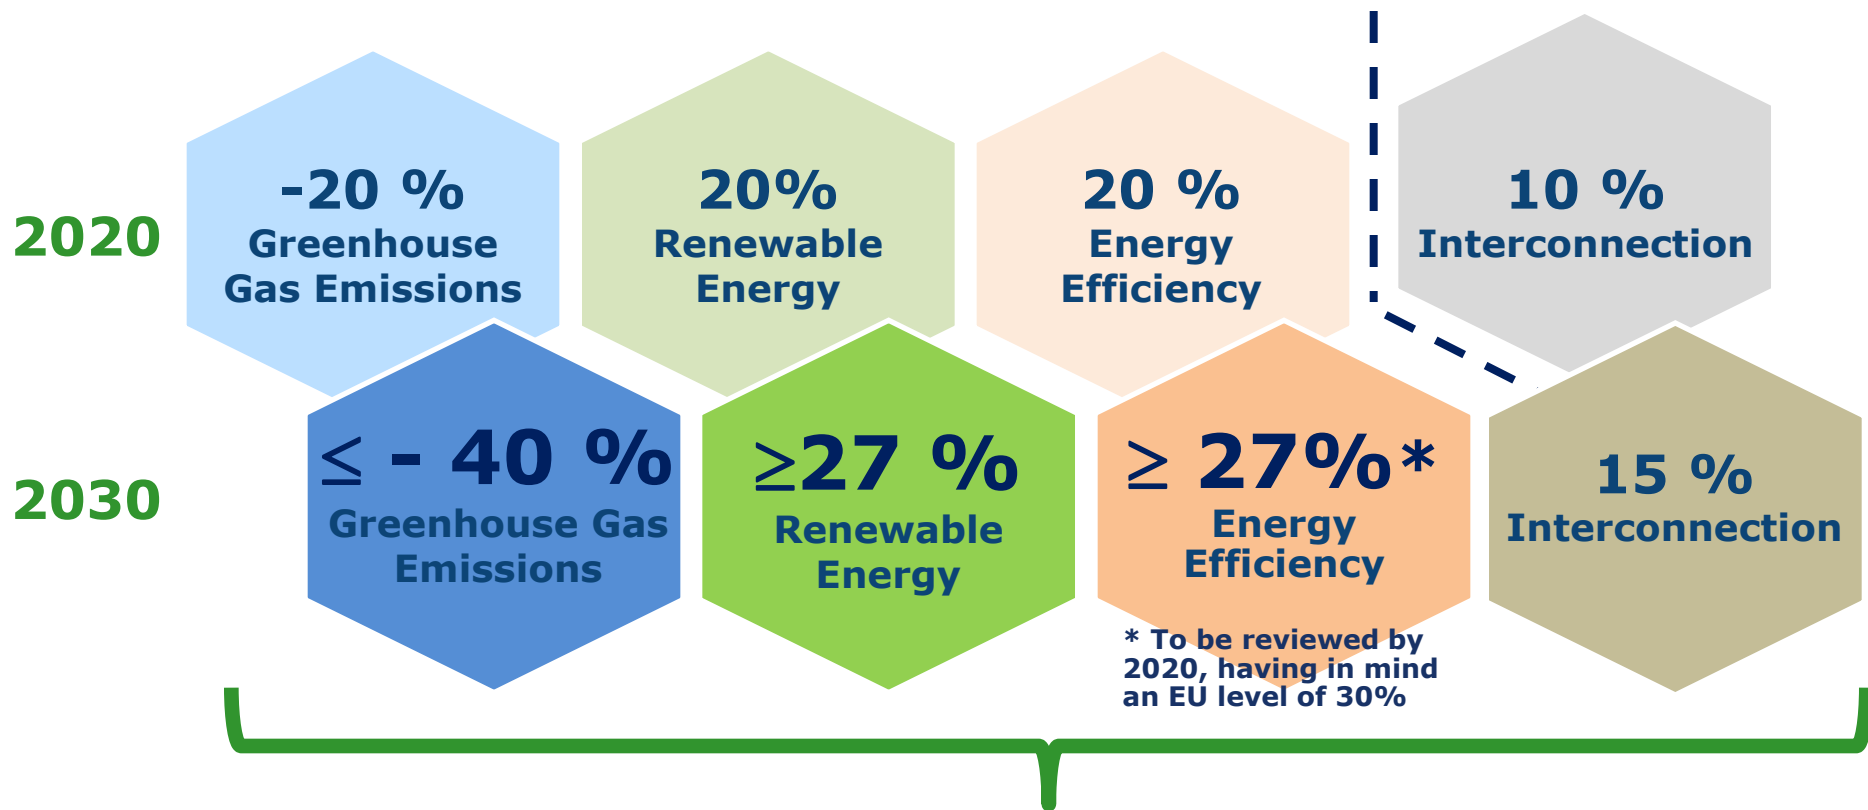 2020
-20 %
Greenhouse
Gas Emissions
20%
Renewable
Energy
20 %
Energy
Efficiency
10 %
Interconnection
2030
≤ - 40 %
Greenhouse Gas
Emissions
≥27 %
Renewable
Energy
≥ 27%*
Energy
Efficiency
* To be reviewed by
2020, having in mind
an EU level of 30%
15 %
Interconnection